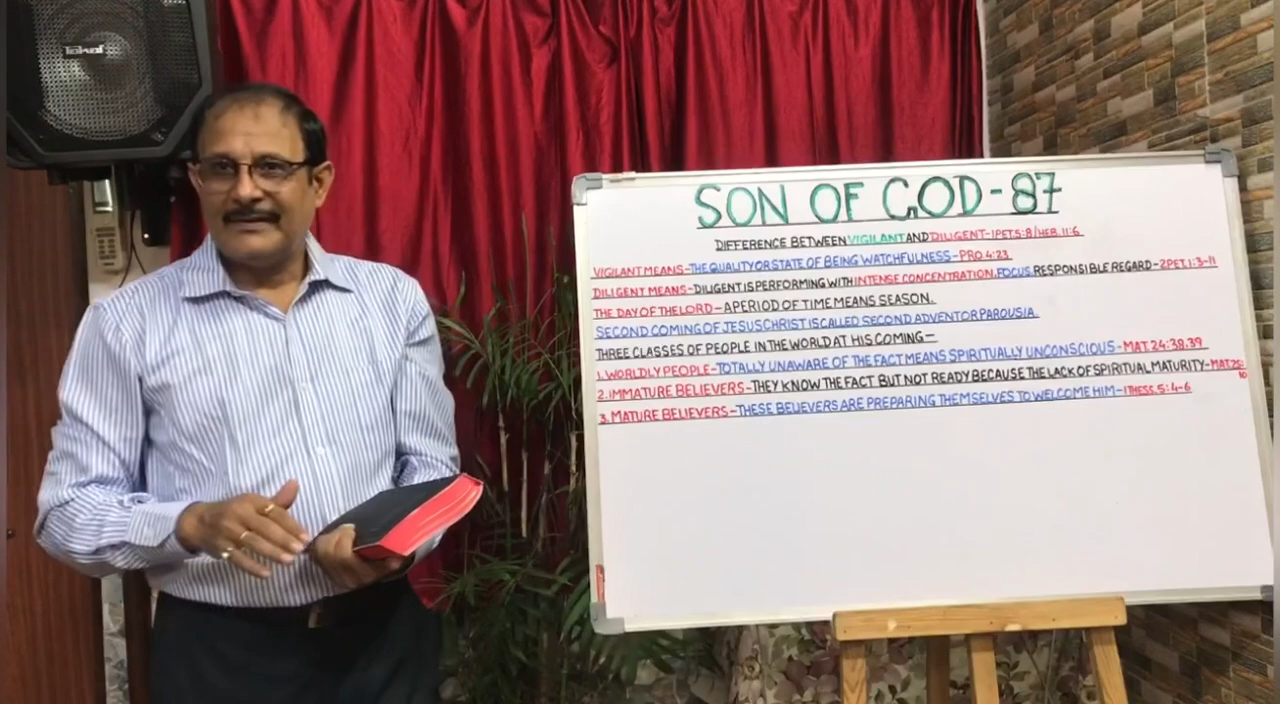 Tokai
SON OF GOD-87
DIFFERENCE BETWEEN VIGILANT AND DILIGENT-1PET.5:8/HEB.11:6
VIGILANT MEANS-THE QUALITY OR STATE OF BEING WATCHFULNESS-PRO.4:23
DILIGENT MEANS-DILIGENT IS PERFORMING WITH INTENSE CONCENTRATION, FOCUS, RESPONSIBLE REGARD-2PET.1:3-11
THE DAY OF THE LORD-A PERIOD OF TIME MEANS SEASON.
SECOND COMING OF JESUS CHRIST IS CALLED SECOND ADVENT OR PAROUSIA.
THREE CLASSES OF PEOPLE IN THE WORLD AT HIS COMING-
1.WORLDLY PEOPLE-TOTALLY UNAWARE OF THE FACT MEANS SPIRITUALLY UNCONSCIOUS-MAT.24:38,39
2.IMMATURE BELIEVERS-THEY KNOW THE FACT BUT NOT READY BECAUSE THE LACK OF SPIRITUAL MATURITY-MAT.25:
10
3.MATURE BELIEVERS-THESE BELIEVERS ARE PREPARING THEMSELVES TO WELCOME HIM-1THESS.5:4-6